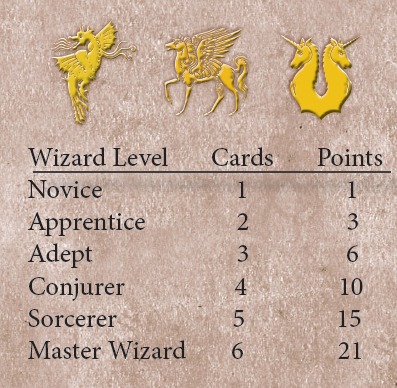 Wizard Level Cards Points
Novice 1 1
Apprentice 2 3
Adept 3 6
Conjurer 4 10
Sorcerer 5 15
Master Wizard 6 21